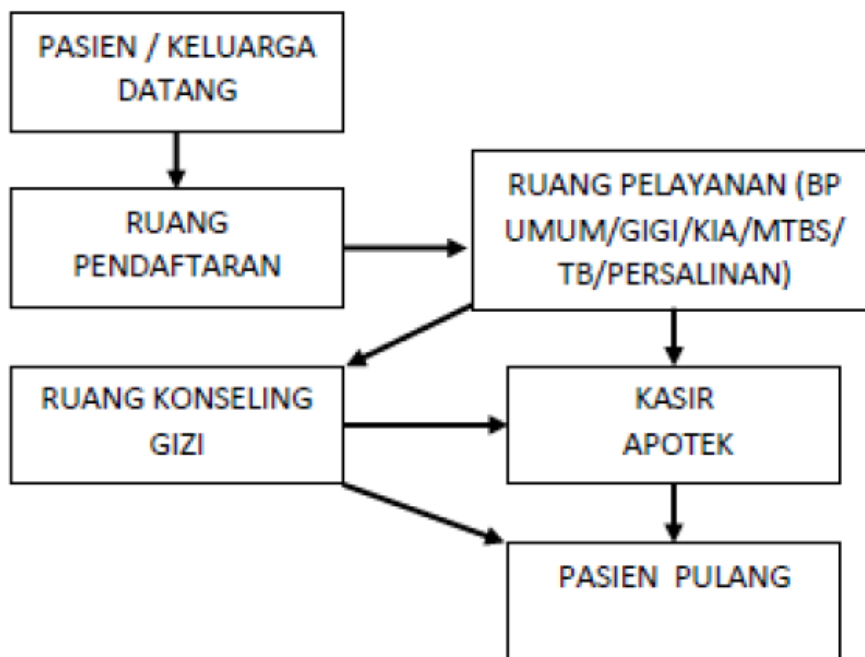 PASIEN / KELUARGA
DATANG
RUANG
PENDAFTARAN
RUANG PELAYANAN (BP
UMUM/GIGI/KIA/MTBS/
TB/PERSALINAN)
RUANG KONSELING
GIZI
KASIR
APOTEK
PASIEN PULANG